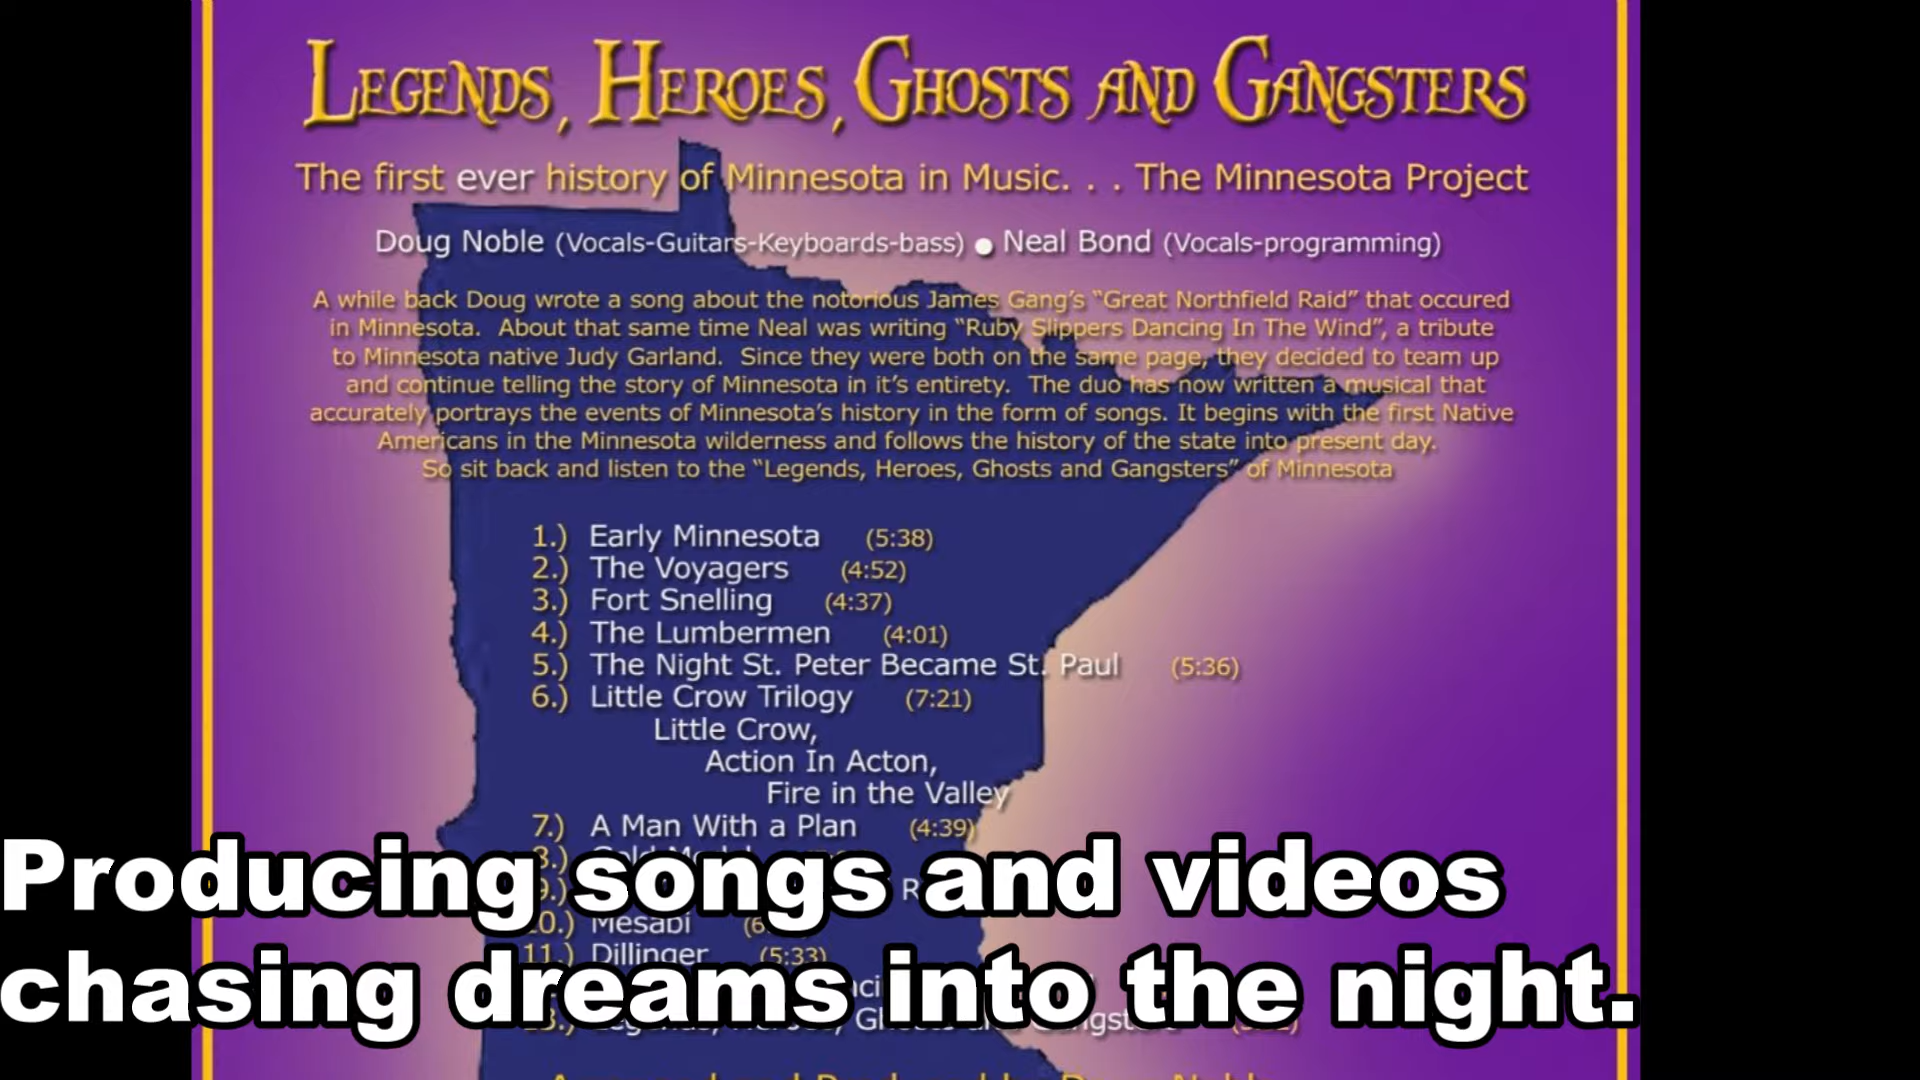 LEGENDS, HEROES, GHOSTS AND GANGSTERS
The first ever history of Minnesota in Music. . . The Minnesota Project
Doug Noble (Vocals-Guitars-Keyboards-bass) ● Neal Bond (Vocals-programming)
A while back Doug wrote a song about the notorious James Gang's "Great Northfield Raid" that occured
in Minnesota. About that same time Neal was writing "Ruby Slippers Dancing In The Wind", a tribute
to Minnesota native Judy Garland. Since they were both on the same page, they decided to team up
and continue telling the story of Minnesota in it's entirety. The duo has now written a musical that
accurately portrays the events of Minnesota's history in the form of songs. It begins with the first Native
Americans in the Minnesota wilderness and follows the history of the state into present day.
So sit back and listen to the "Legends, Heroes, Ghosts and Gangsters" of Minnesota
1.) Early Minnesota (5:38)
2.) The Voyagers (4:52)
3.) Fort Snelling (4:37)
4.) The Lumbermen (4:01)
5.) The Night St. Peter Became St. Paul (5:36)
6.) Little Crow Trilogy (7:21)
Little Crow,
Action In Acton,
Fire in the Valley
7.) A Man With a Plan (4:39)
8.)
9.)
10.) Mesabi
11.) Dillinger (5:33)
13.) Legends, Heroes, Ghosts and Gangsters
Producing songs and videos
chasing dreams into the night.